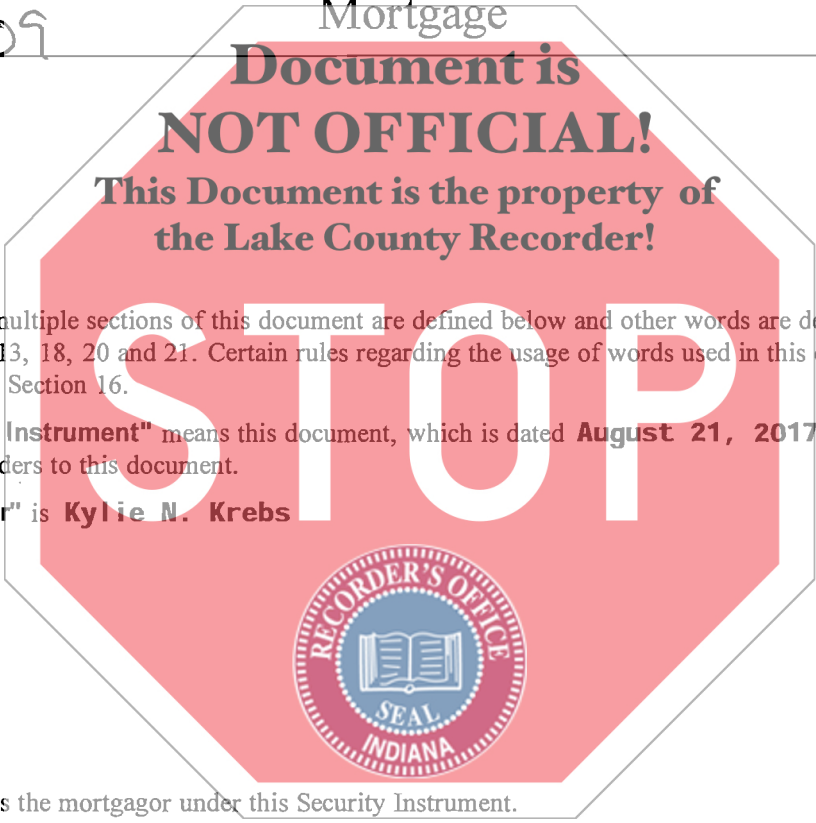 Mortgage
Document is
NOT OFFICIAL!
This Document is the property of
the Lake County Recorder!
multiple sections of this document are defined below and other words are de
13, 18, 20 and 21. Certain rules regarding the usage of words used in this
Section 16.
Instrument" means this document, which is dated August 21, 2017
ders to this document.
r" is Kylie N. Krebs
STOP
RECORDER'S OFFICE
SEAL
INDIANA
s the mortgagor under this Security Instrument.